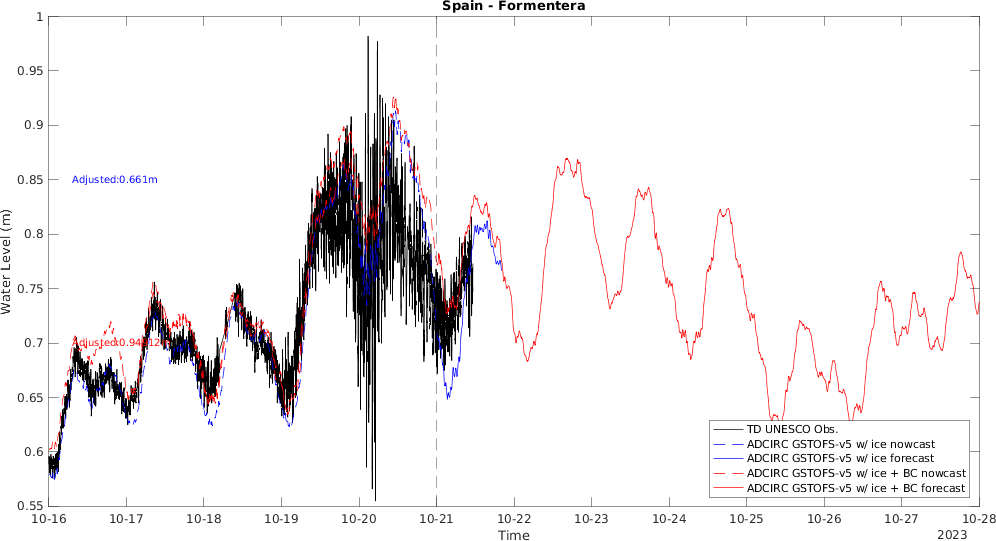 Spain - Formentera
Water Level (m)
1
0.95
0.9
0.85
0.8
0.75
0.7
0.65
0.6
0.55
Adjusted:0.661m
10-16
10-17
10-18
10-19
10-20
10-21
10-22
10-23
10-24
10-25
10-26
10-27
10-28
Time
2023
TD UNESCO Obs.
ADCIRC GSTOFS-v5 w/ ice nowcast
ADCIRC GSTOFS-v5 w/ ice forecast
ADCIRC GSTOFS-v5 w/ ice + BC nowcast
ADCIRC GSTOFS-v5 w/ ice + BC forecast